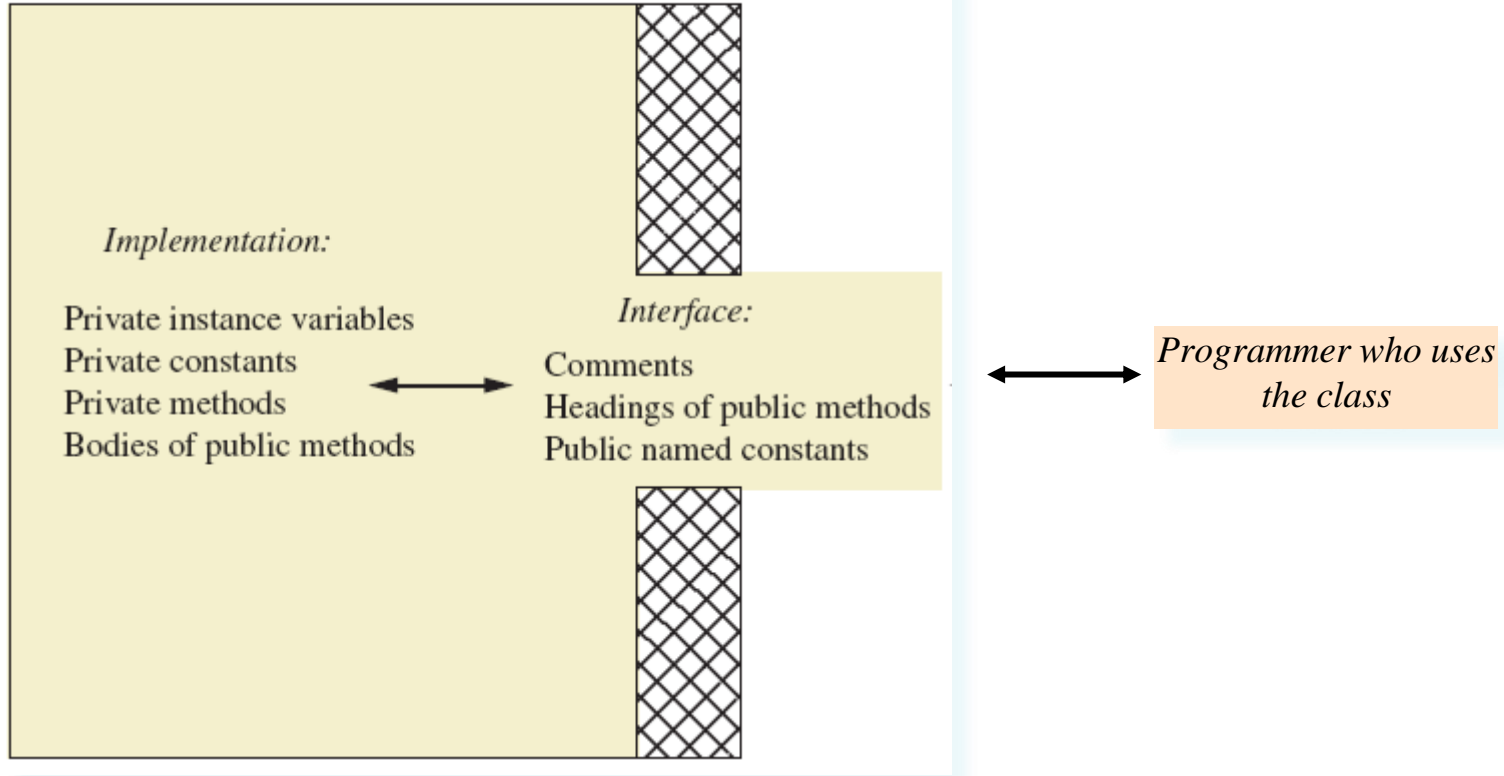 Implementation:
Private instance variables
Private constants
Private methods
Bodies of public methods
Interface:
Comments
Headings of public methods
Public named constants
Programmer who uses
the class